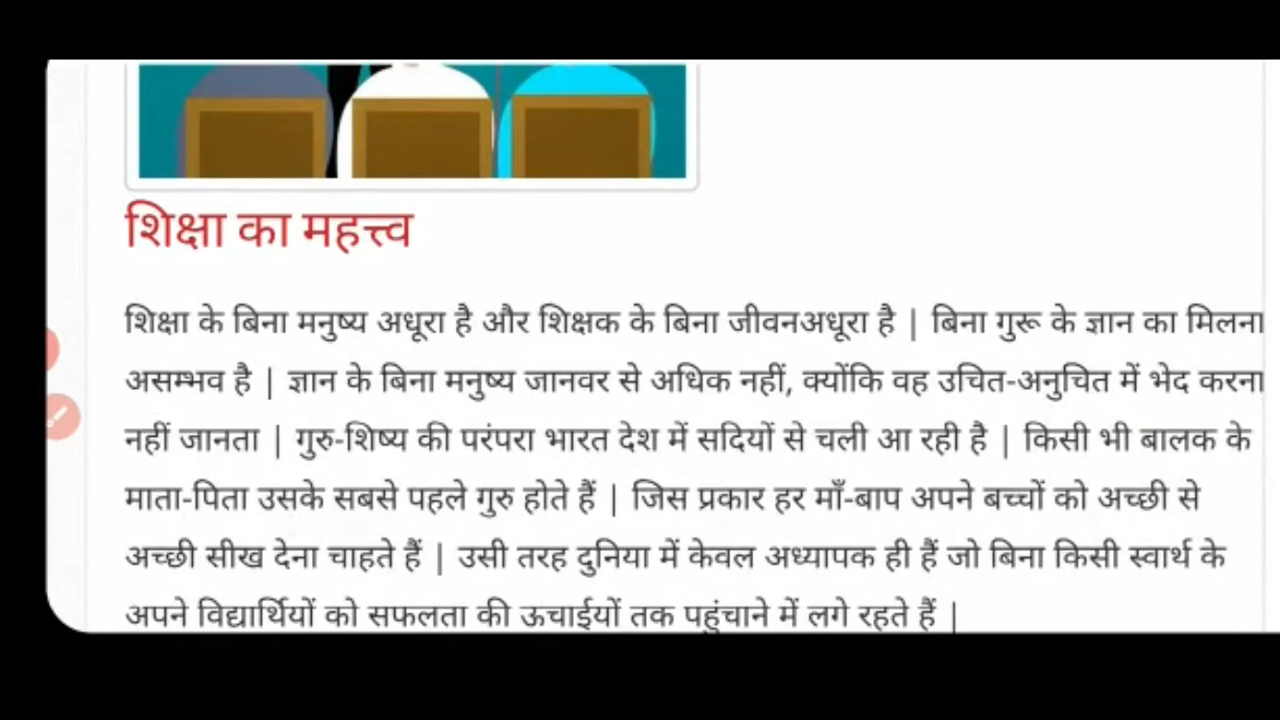 शिक्षा का महत्त्व
शिक्षा के बिना मनुष्य अधूरा है और शिक्षक के बिना जीवनअधूरा है | बिना गुरू के ज्ञान का मिलना
असम्भव है | ज्ञान के बिना मनुष्य जानवर से अधिक नहीं, क्योंकि वह उचित-अनुचित में भेद करना
नहीं जानता | गुरु-शिष्य की परंपरा भारत देश में सदियों से चली आ रही है | किसी भी बालक के
माता-पिता उसके सबसे पहले गुरु होते हैं | जिस प्रकार हर माँ-बाप अपने बच्चों को अच्छी से
अच्छी सीख देना चाहते हैं | उसी तरह दुनिया में केवल अध्यापक ही हैं जो बिना किसी स्वार्थ के
अपने विद्यार्थियों को सफलता की ऊचाईयों तक पहुंचाने में लगे रहते हैं |